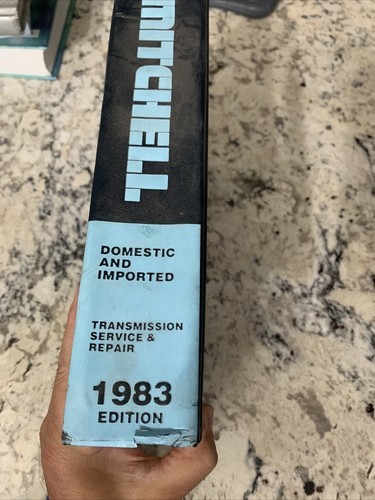 MITCHELL
DOMESTIC
AND
IMPORTED
TRANSMISSION
SERVICE &
REPAIR
1983
EDITION